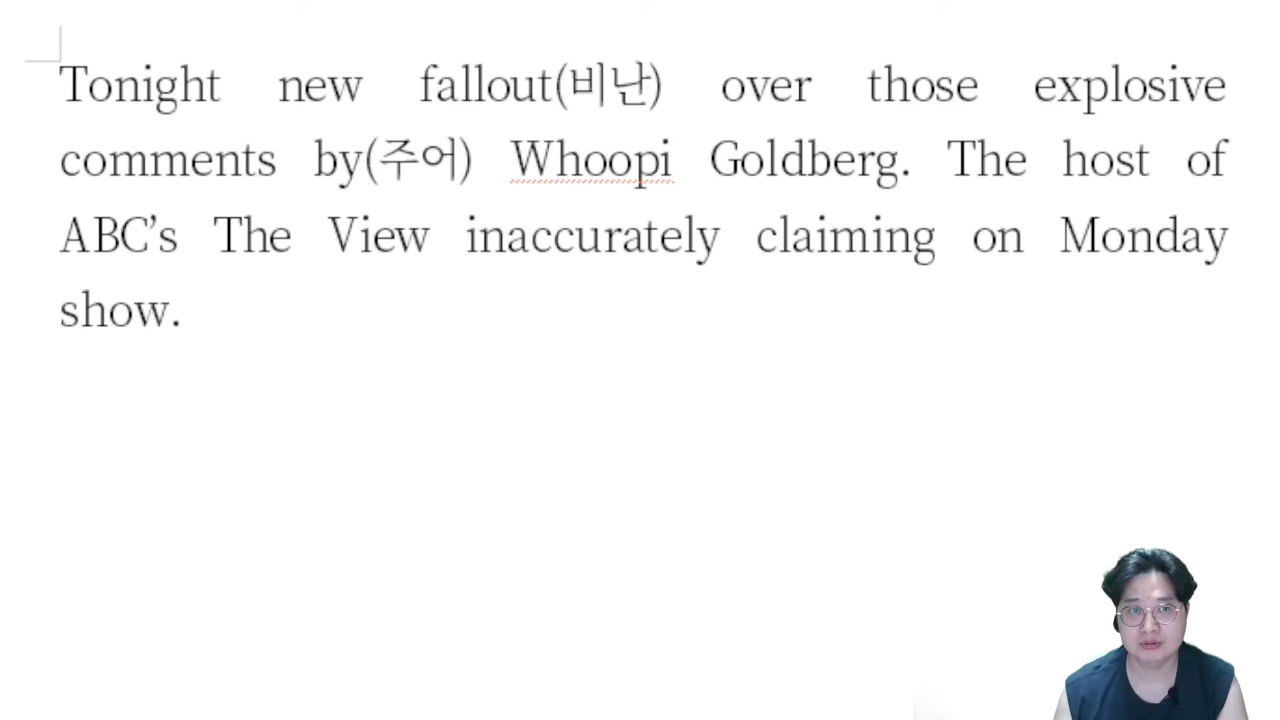 Tonight new fallout(비난) over those explosive
comments by(주어) Whoopi Goldberg. The host of
ABC’s The View inaccurately claiming on Monday
show.